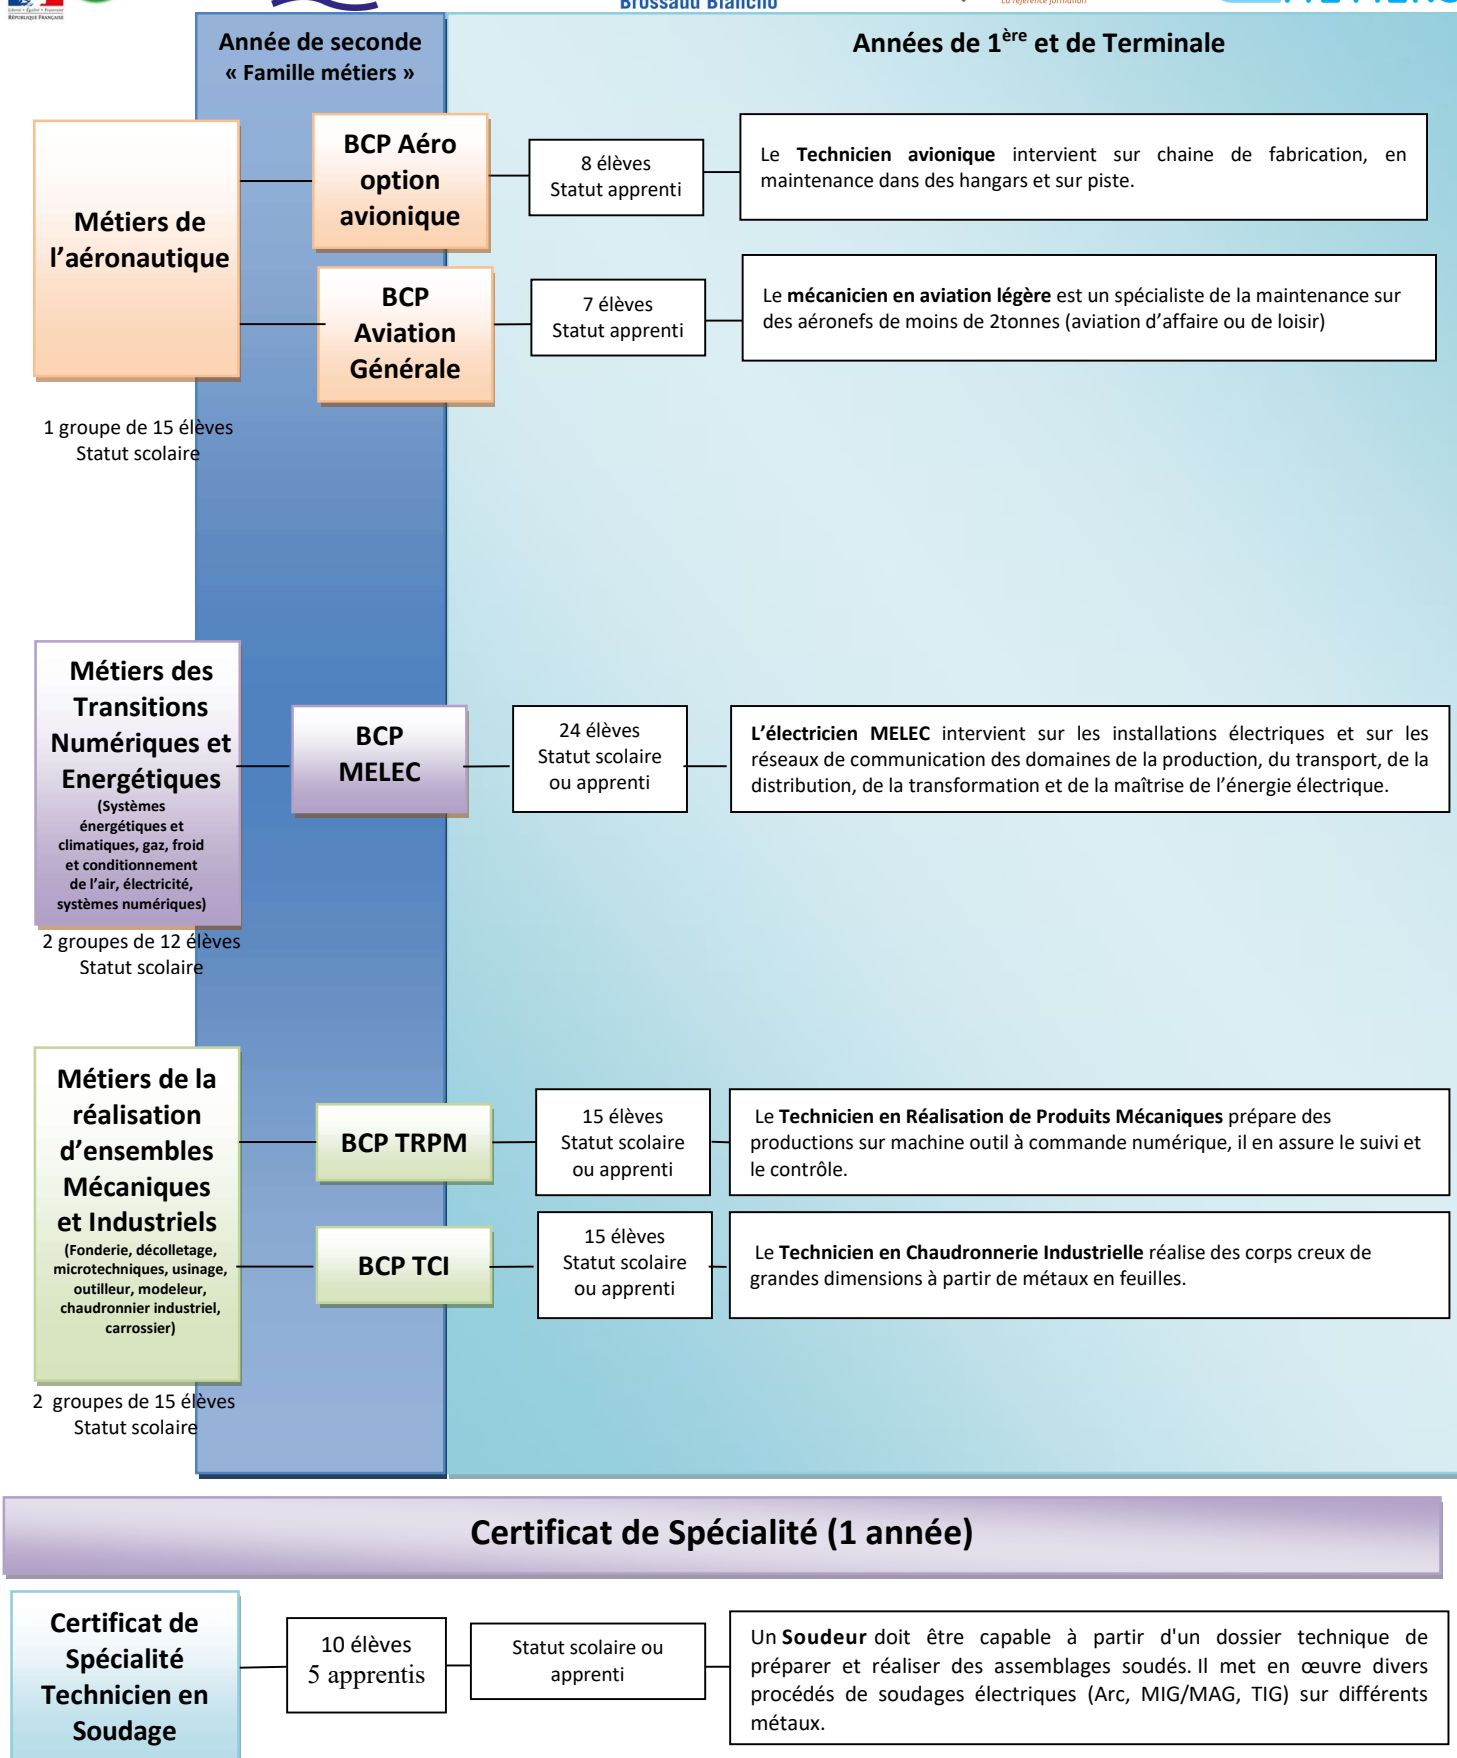 Liberté • Égalité • Fraternité
RÉPUBLIQUE FRANÇAISE
Brossaud Blancho
La référence formation
Année de seconde
« Famille métiers »
Années de 1ère et de Terminale
Métiers de
l’aéronautique
1 groupe de 15 élèves
Statut scolaire
BCP Aéro
option
avionique
8 élèves
Statut apprenti
Le Technicien avionique intervient sur chaine de fabrication, en
maintenance dans des hangars et sur piste.
BCP
Aviation
Générale
7 élèves
Statut apprenti
Le mécanicien en aviation légère est un spécialiste de la maintenance sur
des aéronefs de moins de 2tonnes (aviation d’affaire ou de loisir)
Métiers des
Transitions
Numériques et
Energétiques
(Systèmes
énergétiques et
climatiques, gaz, froid
et conditionnement
de l’air, électricité,
systèmes numériques)
2 groupes de 12 élèves
Statut scolaire
BCP
MELEC
24 élèves
Statut scolaire
ou apprenti
L’électricien MELEC intervient sur les installations électriques et sur les
réseaux de communication des domaines de la production, du transport, de la
distribution, de la transformation et de la maîtrise de l’énergie électrique.
Métiers de la
réalisation
d’ensembles
Mécaniques
et Industriels
(Fonderie, décolletage,
microtechniques, usinage,
outilleur, modeleur,
chaudronnier industriel,
carrossier)
2 groupes de 15 élèves
Statut scolaire
BCP TRPM
15 élèves
Statut scolaire
ou apprenti
Le Technicien en Réalisation de Produits Mécaniques prépare des
productions sur machine outil à commande numérique, il en assure le suivi et
le contrôle.
BCP TCI
15 élèves
Statut scolaire
ou apprenti
Le Technicien en Chaudronnerie Industrielle réalise des corps creux de
grandes dimensions à partir de métaux en feuilles.
Certificat de Spécialité (1 année)
Certificat de
Spécialité
Technicien en
Soudage
10 élèves
5 apprentis
Statut scolaire ou
apprenti
Un Soudeur doit être capable à partir d'un dossier technique de
préparer et réaliser des assemblages soudés. Il met en œuvre divers
procédés de soudages électriques (Arc, MIG/MAG, TIG) sur différents
métaux.